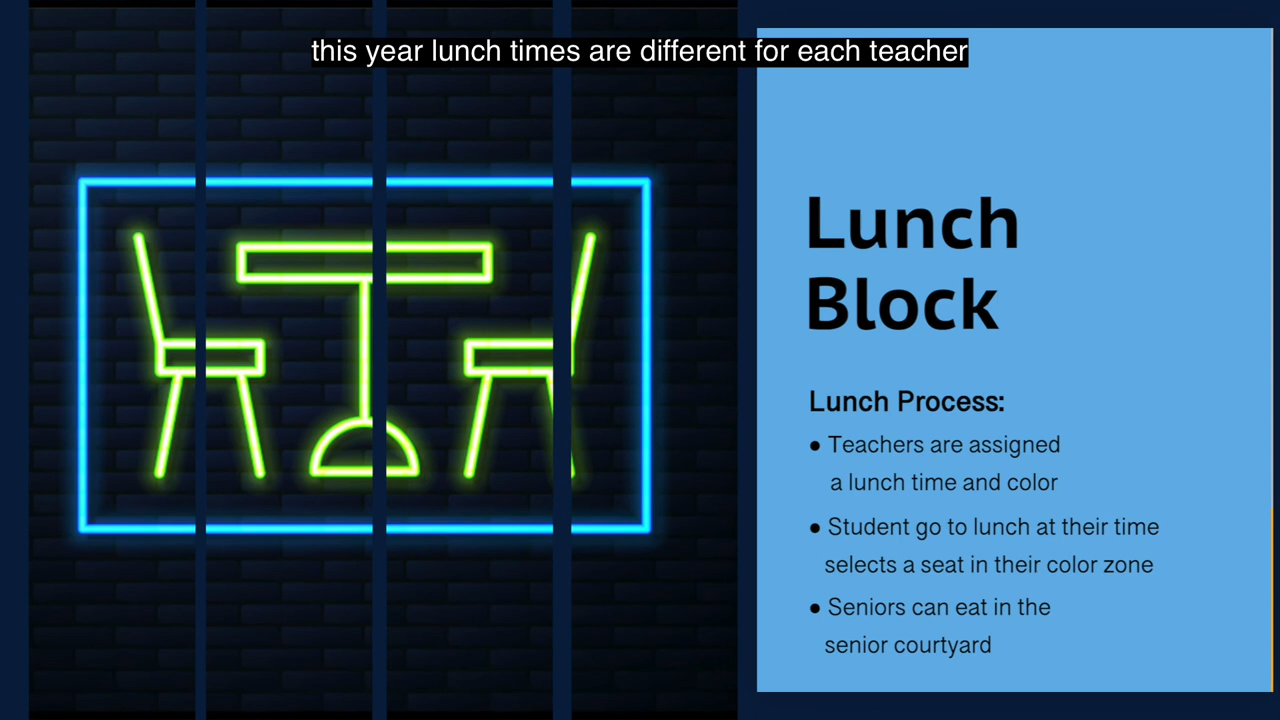 this year lunch times are different for each teacher
Lunch
Block
Lunch Process:
• Teachers are assigned
a lunch time and color
• Student go to lunch at their time
selects a seat in their color zone
• Seniors can eat in the
senior courtyard